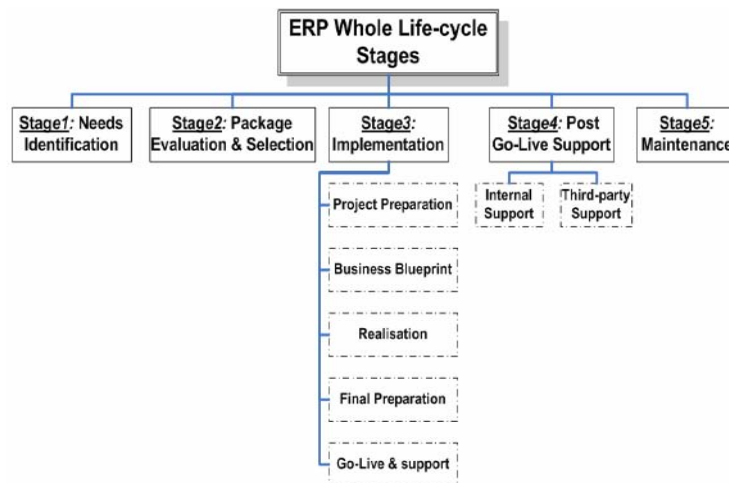 ERP Whole Life-cycle
Stages
Stage1: Needs
Identification
Stage2: Package
Evaluation & Selection
Stage3:
Implementation
Stage4: Post
Go-Live Support
Stage5:
Maintenance
Project Preparation
Business Blueprint
Realisation
Final Preparation
Go-Live & support
Internal
Support
Third-party
Support